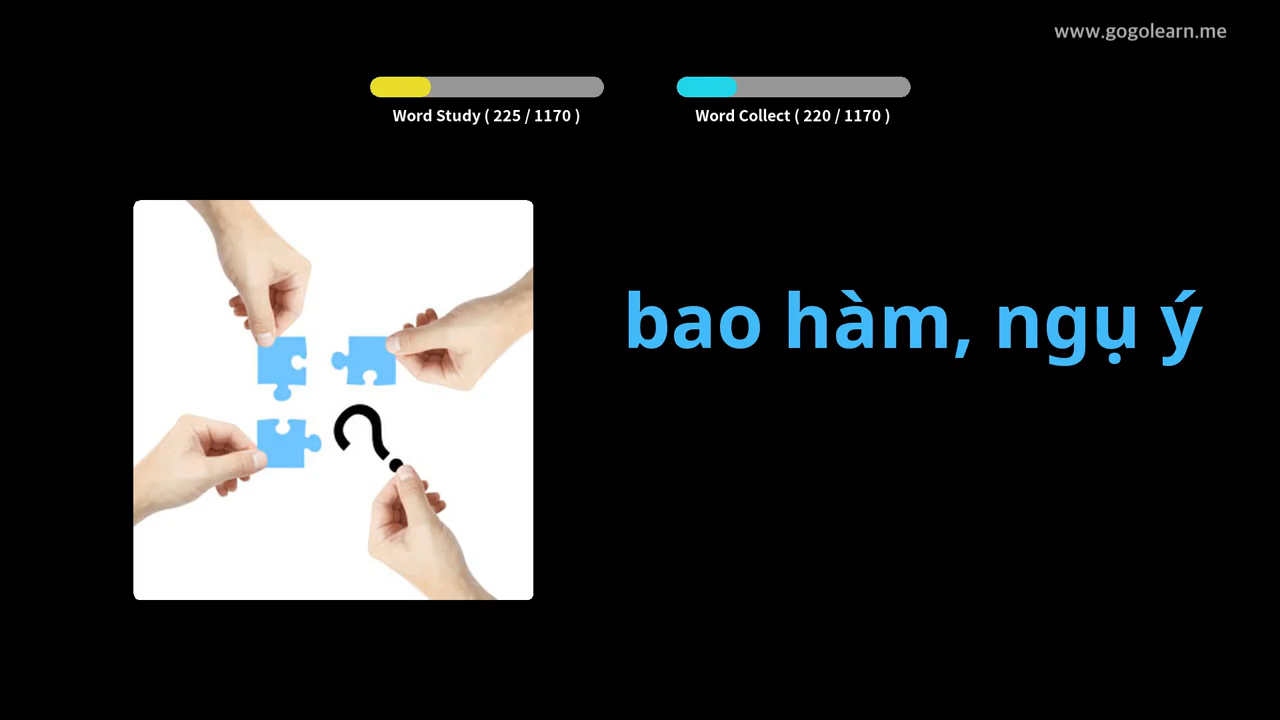 www.gogolearn.me
Word Study ( 225 / 1170 )
Word Collect ( 220 / 1170 )
bao hàm, ngụ ý
?